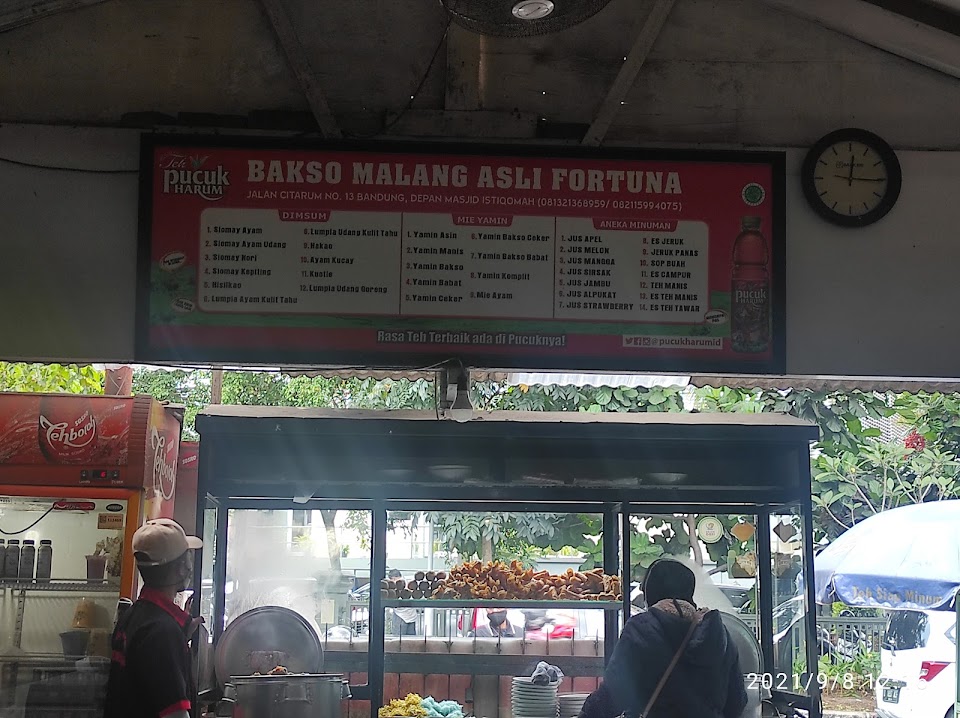 Teh
pucuk
HARUM
BAKSO MALANG ASLI FORTUNA
JALAN CITARUM NO. 13 BANDUNG, DEPAN MASJID ISTIQOMAH (081321368959/ 082115994075)
DIMSUM
1. Siomay Ayam
2. Siomay Ayam Udang
3. Siomay Nori
4. Siomay Kepiting
5. Hisitkao
6. Lumpia Ayam Kulit Tahu
8. Lumpia Udang Kulit Tahu
9. Hakao
10. Ayam Kucay
11. Kuotie
12. Lumpia Udang Goreng
MIE YAMIN
1. Yamin Asin
2. Yamin Manis
3. Yamin Bakso
4. Yamin Babat
5. Yamin Ceker
6. Yamin Bakso Ceker
7. Yamin Bakso Babat
8. Yamin Komplit
9. Mie Ayam
ANEKA MINUMAN
1. JUS APEL
2. JUS MELON
3. JUS MANGGA
4. JUS SIRSAK
5. JUS JAMBU
6. JUS ALPUKAT
7. JUS STRAWBERRY
8. ES JERUK
9. JERUK PANAS
10. SOP BUAH
11. ES CAMPUR
12. TEH MANIS
13. ES TEH MANIS
14. ES TEH TAWAR
pucuk
HARUM
Rasa Teh Terbaik ada di Pucuknya!
@pucukharumid
Tehbotol
Tehbotol
Teh Siap Minum